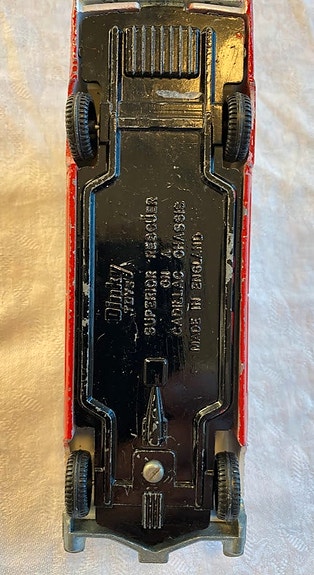 Dinky
TOYS
SUPERIOR RESCUER
ON A
CADILLAC CHASSIS
MADE IN ENGLAND